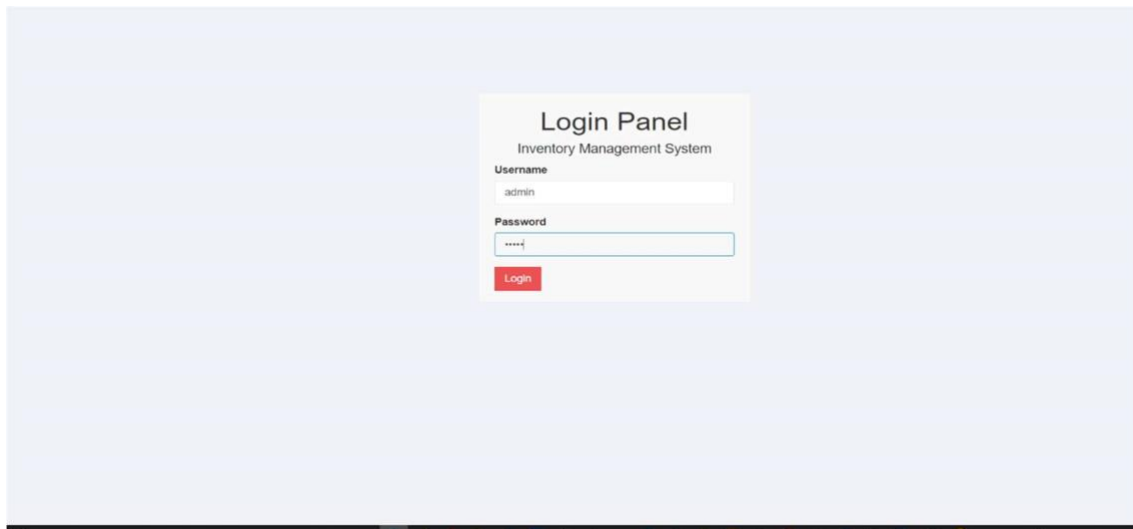 Login Panel
Inventory Management System
Username
admin
Password
•••••
Login